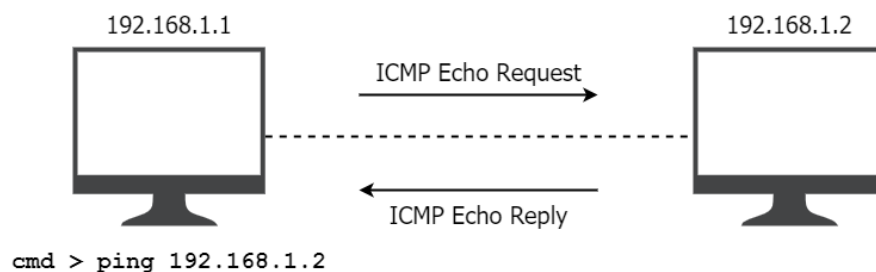 192.168.1.1
192.168.1.2
ICMP Echo Request
ICMP Echo Reply
cmd > ping 192.168.1.2